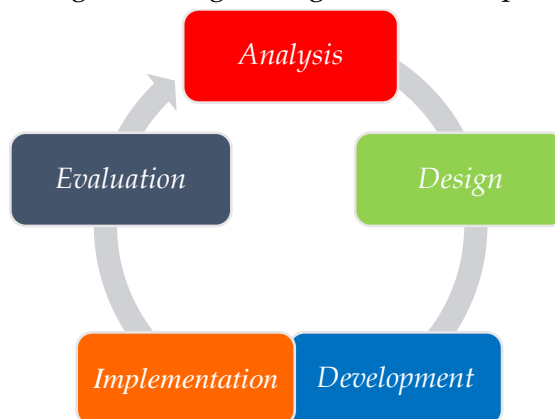 Analysis
Design
Development
Implementation
Evaluation